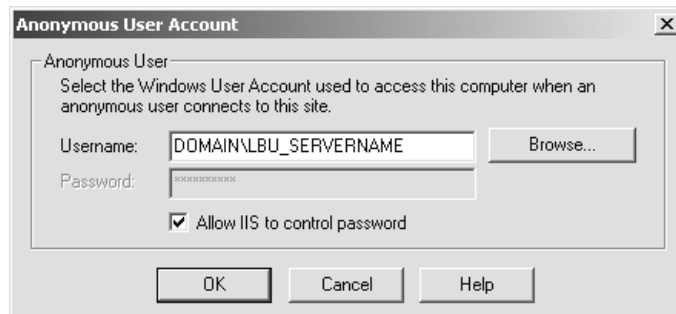 Anonymous User Account
Anonymous User
Select the Windows User Account used to access this computer when an
anonymous user connects to this site.
Username: DOMAIN\LBU_SERVERNAME Browse...
Password: **********
Allow IIS to control password
OK Cancel Help